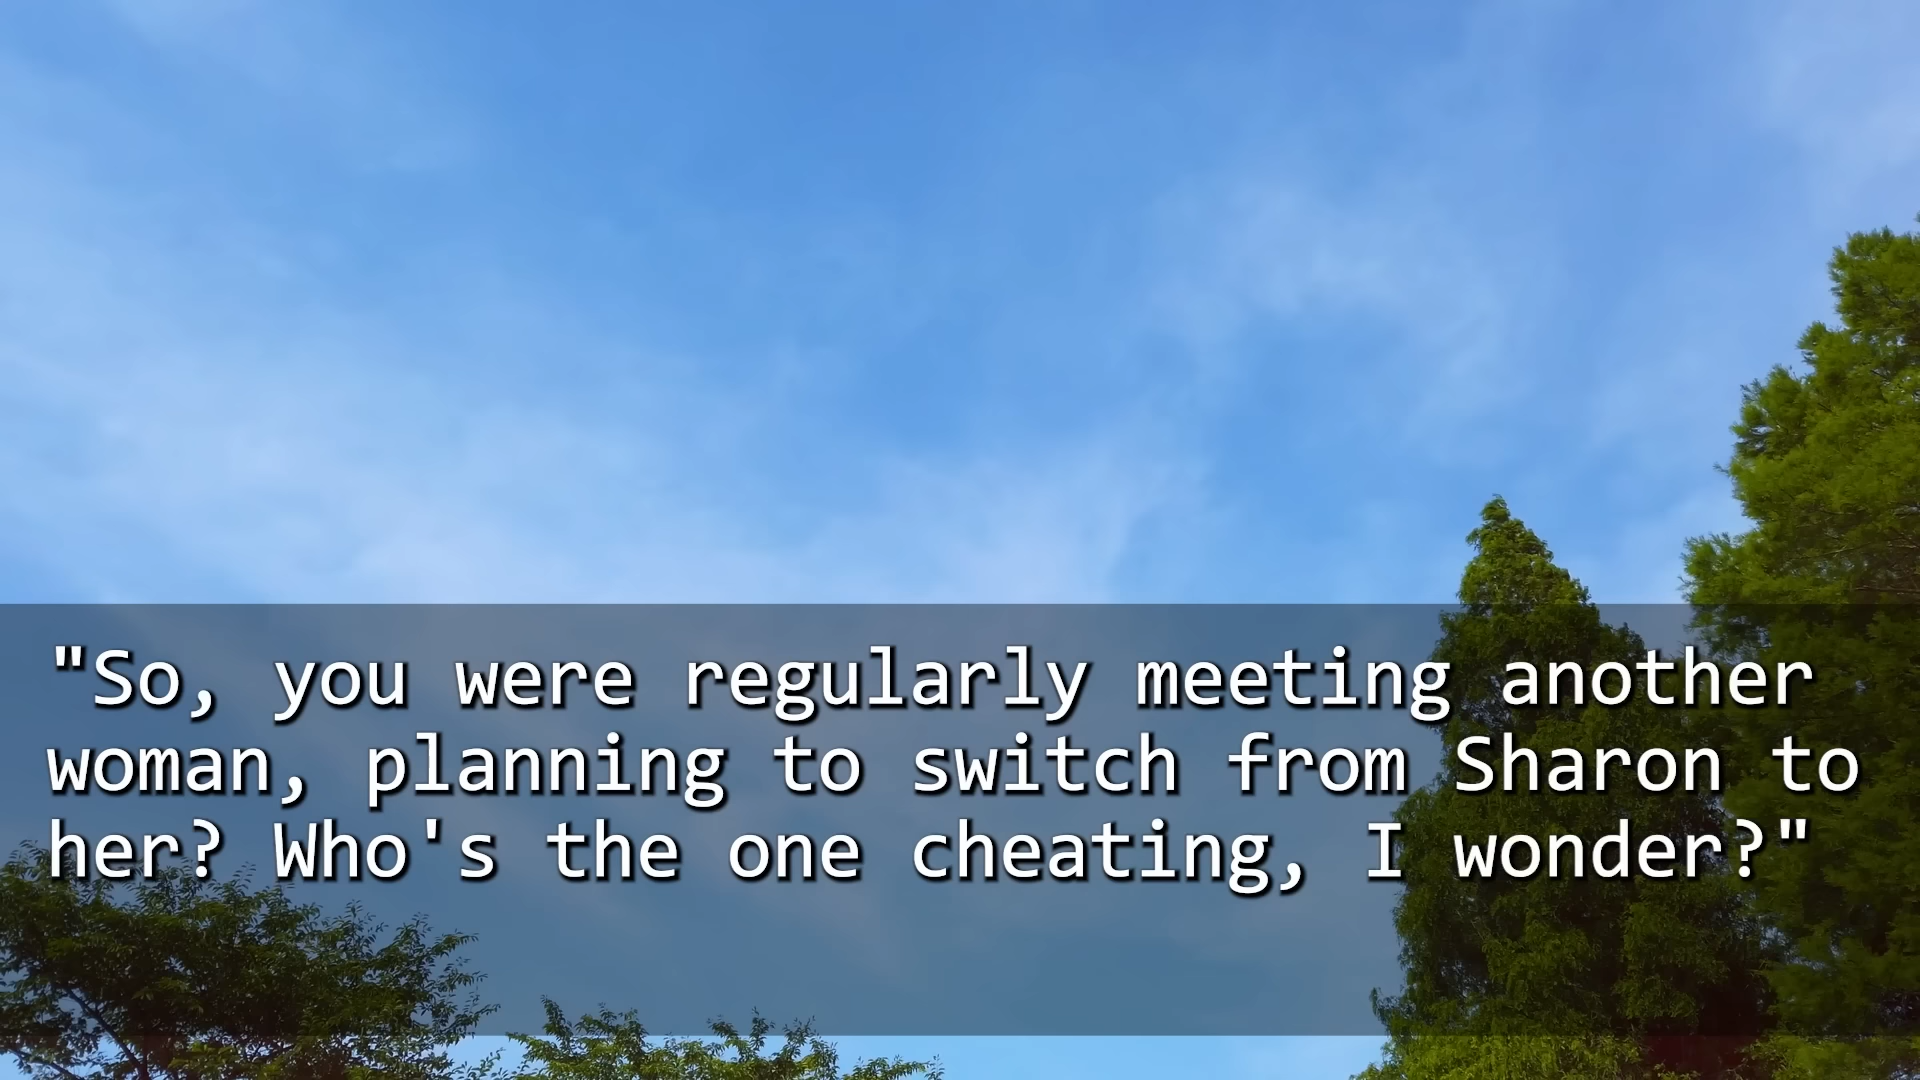 "So, you were regularly meeting another
woman, planning to switch from Sharon to
her? Who's the one cheating, I wonder?"